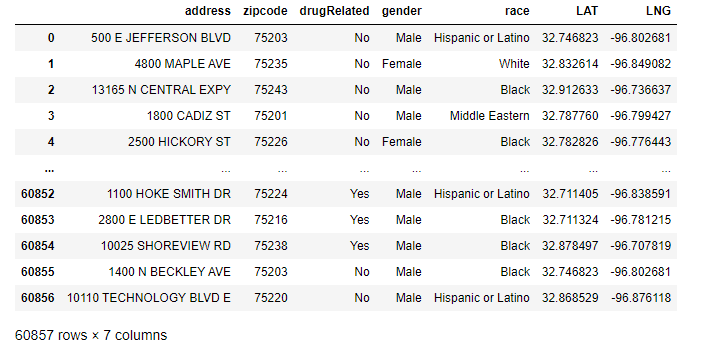 address zipcode drugRelated gender race LAT LNG
0 500 E JEFFERSON BLVD 75203 No Male Hispanic or Latino 32.746823 -96.802681
1 4800 MAPLE AVE 75235 No Female White 32.832614 -96.849082
2 13165 N CENTRAL EXPY 75243 No Male Black 32.912633 -96.736637
3 1800 CADIZ ST 75201 No Male Middle Eastern 32.787760 -96.799427
4 2500 HICKORY ST 75226 No Female Black 32.782826 -96.776443
... ... ... ... ... ... ... ...
60852 1100 HOKE SMITH DR 75224 Yes Male Hispanic or Latino 32.711405 -96.838591
60853 2800 E LEDBETTER DR 75216 Yes Male Black 32.711324 -96.781215
60854 10025 SHOREVIEW RD 75238 Yes Male Black 32.878497 -96.707819
60855 1400 N BECKLEY AVE 75203 No Male Black 32.746823 -96.802681
60856 10110 TECHNOLOGY BLVD E 75220 No Male Hispanic or Latino 32.868529 -96.876118
60857 rows × 7 columns